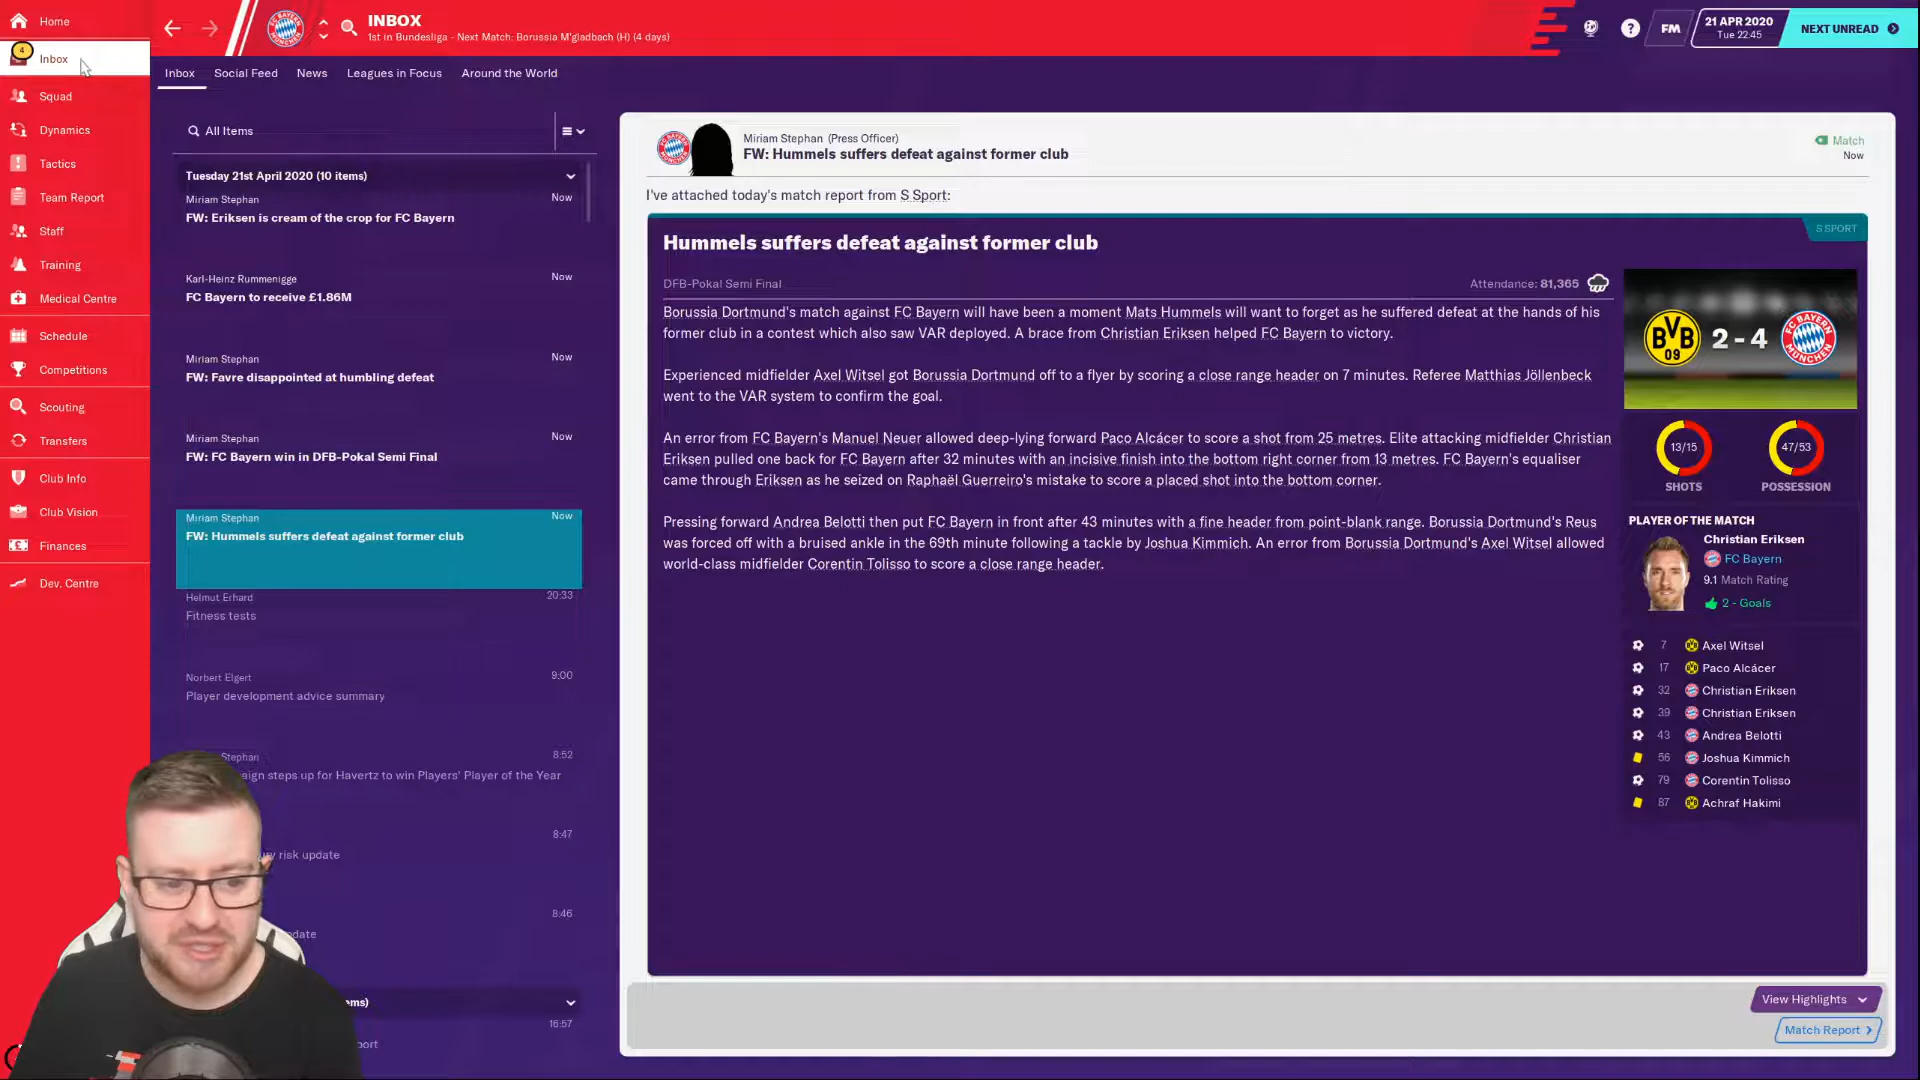 Home
4
Inbox
Squad
Dynamics
Tactics
Team Report
Staff
Training
Medical Centre
Schedule
Competitions
Scouting
Transfers
Club Info
Club Vision
Finances
Dev. Centre
INBOX
1st in Bundesliga - Next Match: Borussia M'gladbach (H) (4 days)
?
FM
21 APR 2020
Tue 22:45
NEXT UNREAD
Inbox Social Feed News Leagues in Focus Around the World
All Items
Tuesday 21st April 2020 (10 items)
Miriam Stephan Now
FW: Eriksen is cream of the crop for FC Bayern
Karl-Heinz Rummenigge Now
FC Bayern to receive £1.86M
Miriam Stephan Now
FW: Favre disappointed at humbling defeat
Miriam Stephan Now
FW: FC Bayern win in DFB-Pokal Semi Final
Miriam Stephan Now
FW: Hummels suffers defeat against former club
Helmut Erhard 20:33
Fitness tests
Norbert Elgert 9:00
Player development advice summary
Stephan 8:52
aign steps up for Havertz to win Players' Player of the Year
8:47
ry risk update
8:46
pdate
ems)
16:57
port
Miriam Stephan (Press Officer)
FW: Hummels suffers defeat against former club
Match
Now
I've attached today's match report from S Sport:
S SPORT
Hummels suffers defeat against former club
DFB-Pokal Semi Final Attendance: 81,365
Borussia Dortmund's match against FC Bayern will have been a moment Mats Hummels will want to forget as he suffered defeat at the hands of his
former club in a contest which also saw VAR deployed. A brace from Christian Eriksen helped FC Bayern to victory.
Experienced midfielder Axel Witsel got Borussia Dortmund off to a flyer by scoring a close range header on 7 minutes. Referee Matthias Jöllenbeck
went to the VAR system to confirm the goal.
An error from FC Bayern's Manuel Neuer allowed deep-lying forward Paco Alcácer to score a shot from 25 metres. Elite attacking midfielder Christian
Eriksen pulled one back for FC Bayern after 32 minutes with an incisive finish into the bottom right corner from 13 metres. FC Bayern's equaliser
came through Eriksen as he seized on Raphaël Guerreiro's mistake to score a placed shot into the bottom corner.
Pressing forward Andrea Belotti then put FC Bayern in front after 43 minutes with a fine header from point-blank range. Borussia Dortmund's Reus
was forced off with a bruised ankle in the 69th minute following a tackle by Joshua Kimmich. An error from Borussia Dortmund's Axel Witsel allowed
world-class midfielder Corentin Tolisso to score a close range header.
BVB
09
2 - 4
FC BAYERN
MÜNCHEN
13/15
SHOTS
47/53
POSSESSION
PLAYER OF THE MATCH
Christian Eriksen
FC Bayern
9.1 Match Rating
2 - Goals
7 Axel Witsel
17 Paco Alcácer
32 Christian Eriksen
39 Christian Eriksen
43 Andrea Belotti
56 Joshua Kimmich
79 Corentin Tolisso
87 Achraf Hakimi
View Highlights
Match Report